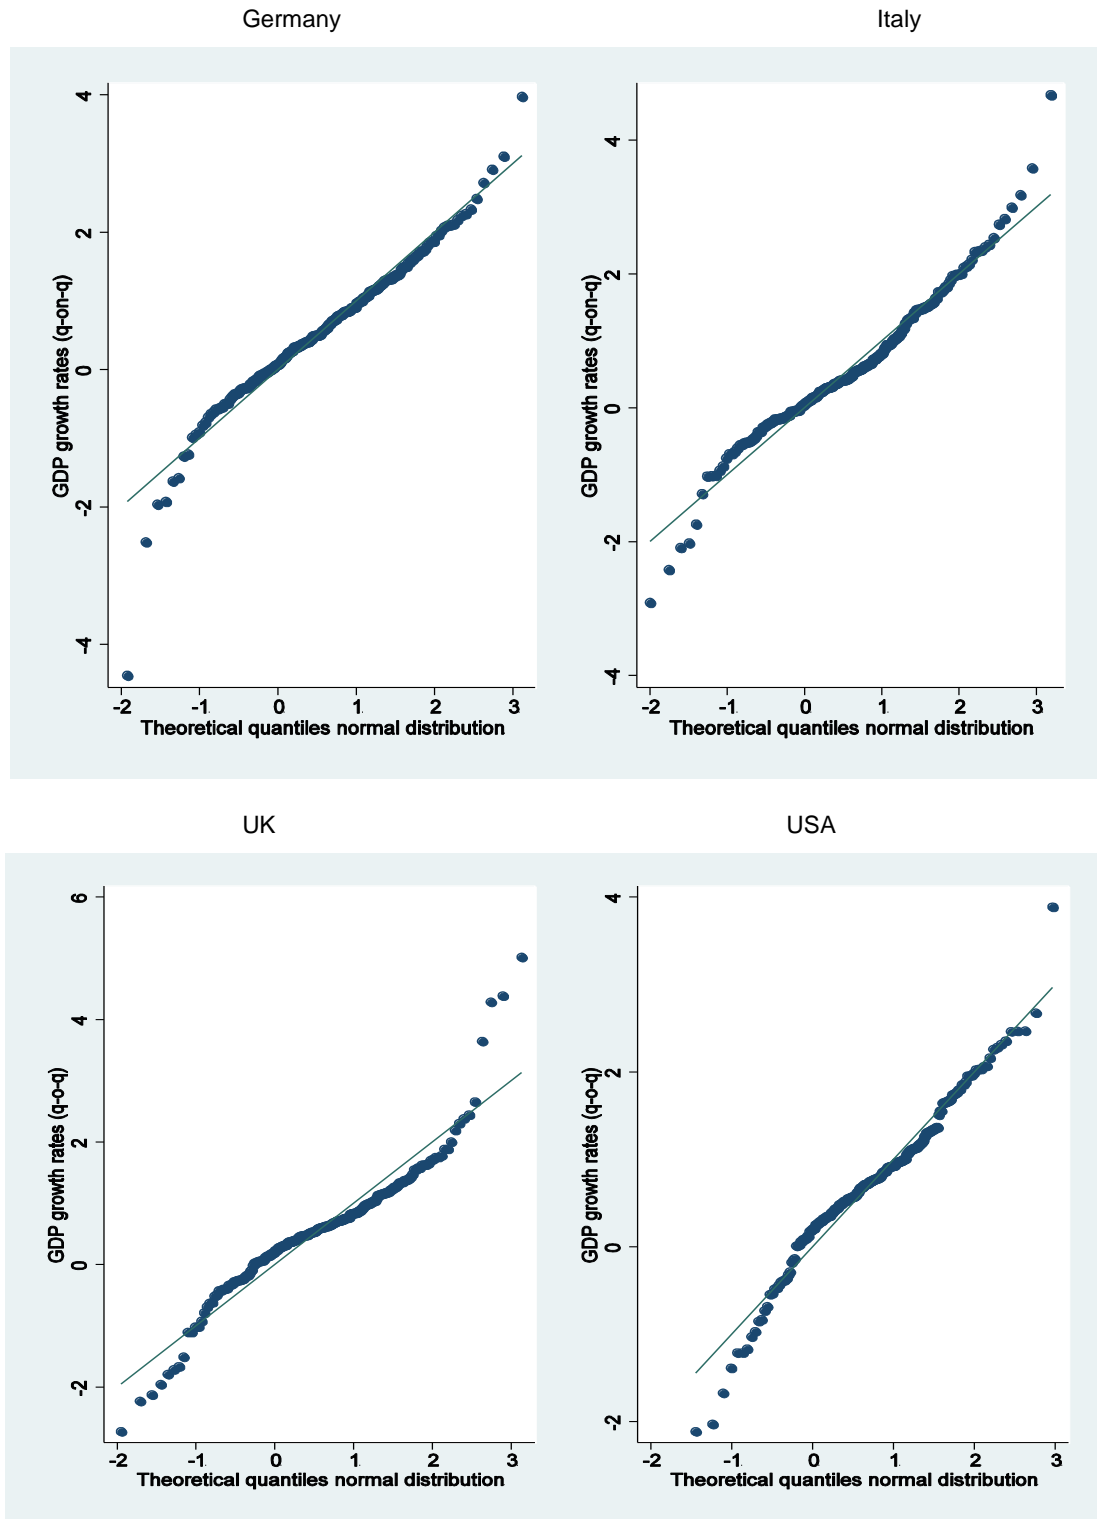 Germany
Italy
GDP growth rates (q-on-q)
4
2
0
-2
-4
-2 -1 0 1 2 3
Theoretical quantiles normal distribution
GDP growth rates (q-on-q)
4
2
0
-2
-4
-2 -1 0 1 2 3
Theoretical quantiles normal distribution
UK
USA
GDP growth rates (q-o-q)
6
4
2
0
-2
-2 -1 0 1 2 3
Theoretical quantiles normal distribution
GDP growth rates (q-o-q)
4
2
0
-2
-2 -1 0 1 2 3
Theoretical quantiles normal distribution